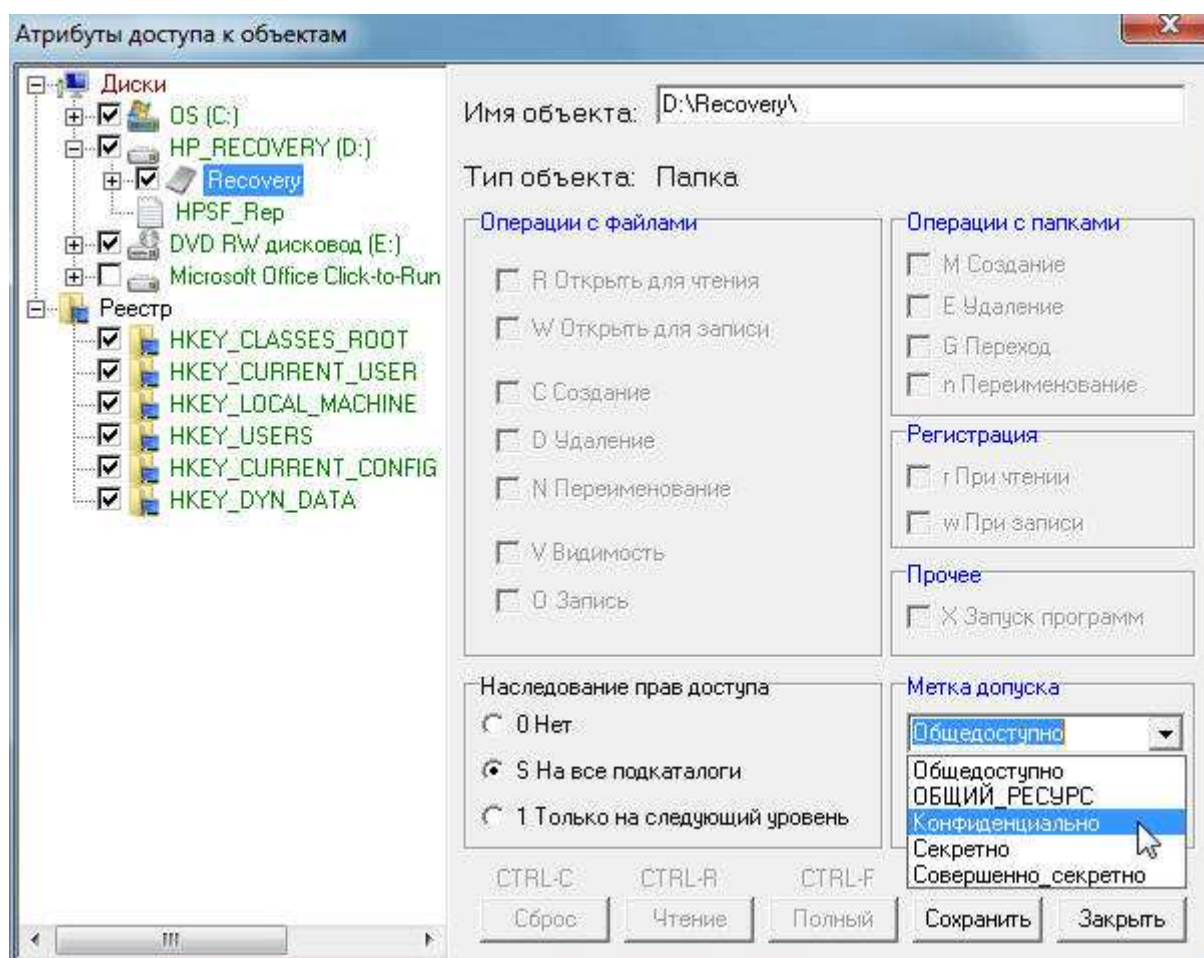 Атрибуты доступа к объектам
Диски
OS (C:)
HP_RECOVERY (D:)
Recovery
HPSF_Rep
DVD RW дисковод (E:)
Microsoft Office Click-to-Run
Реестр
HKEY_CLASSES_ROOT
HKEY_CURRENT_USER
HKEY_LOCAL_MACHINE
HKEY_USERS
HKEY_CURRENT_CONFIG
HKEY_DYN_DATA
Имя объекта: D:\Recovery\
Тип объекта: Папка
Операции с файлами
R Открыть для чтения
W Открыть для записи
C Создание
D Удаление
N Переименование
V Видимость
O Запись
Операции с папками
M Создание
E Удаление
G Переход
n Переименование
Регистрация
r При чтении
w При записи
Прочее
X Запуск программ
Наследование прав доступа
0 Нет
S На все подкаталоги
1 Только на следующий уровень
Метка допуска
Общедоступно
Общедоступно
ОБЩИЙ_РЕСУРС
Конфиденциально
Секретно
Совершенно_секретно
CTRL-C CTRL-R CTRL-F
Сброс Чтение Полный Сохранить Закрыть